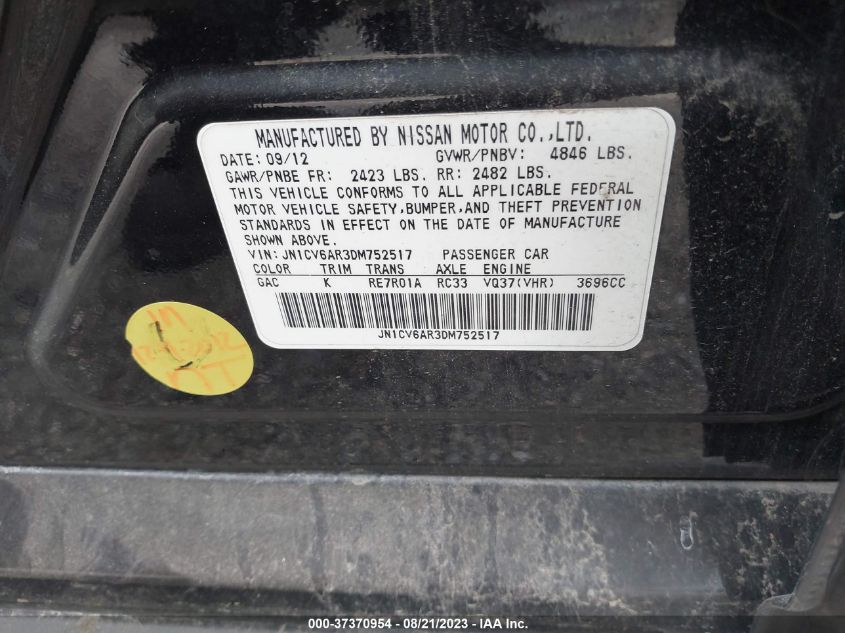 MANUFACTURED BY NISSAN MOTOR CO.,LTD.
DATE: 09/12 GVWR/PNBV: 4846 LBS.
GAWR/PNBE FR: 2423 LBS. RR: 2482 LBS.
THIS VEHICLE CONFORMS TO ALL APPLICABLE FEDERAL
MOTOR VEHICLE SAFETY,BUMPER,AND THEFT PREVENTION
STANDARDS IN EFFECT ON THE DATE OF MANUFACTURE
SHOWN ABOVE.
VIN: JN1CV6AR3DM752517 PASSENGER CAR
COLOR TRIM TRANS AXLE ENGINE
GAC K RE7R01A RC33 VQ37(VHR) 3696CC
JN1CV6AR3DM752517
000-37370954 - 08/21/2023 - IAA Inc.